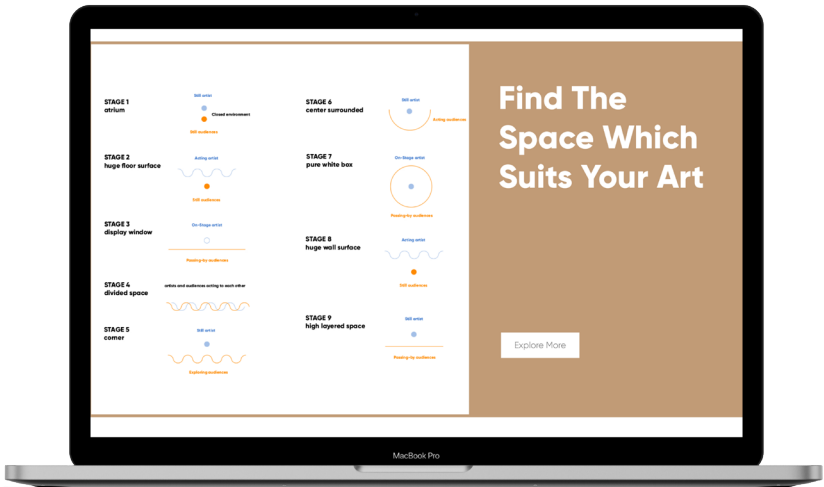 STAGE 1
atrium
Still artist
Closed environment
Still audiences
STAGE 2
huge floor surface
Acting artist
Still audiences
STAGE 3
display window
On-Stage artist
Passing-by audiences
STAGE 4
divided space
artists and audiences acting to each other
STAGE 5
corner
Still artist
Exploring audiences
STAGE 6
center surrounded
Still artist
Acting audiences
STAGE 7
pure white box
On-Stage artist
Passing-by audiences
STAGE 8
huge wall surface
Acting artist
Still audiences
STAGE 9
high layered space
Still artist
Passing-by audiences
Find The
Space Which
Suits Your Art
Explore More
MacBook Pro